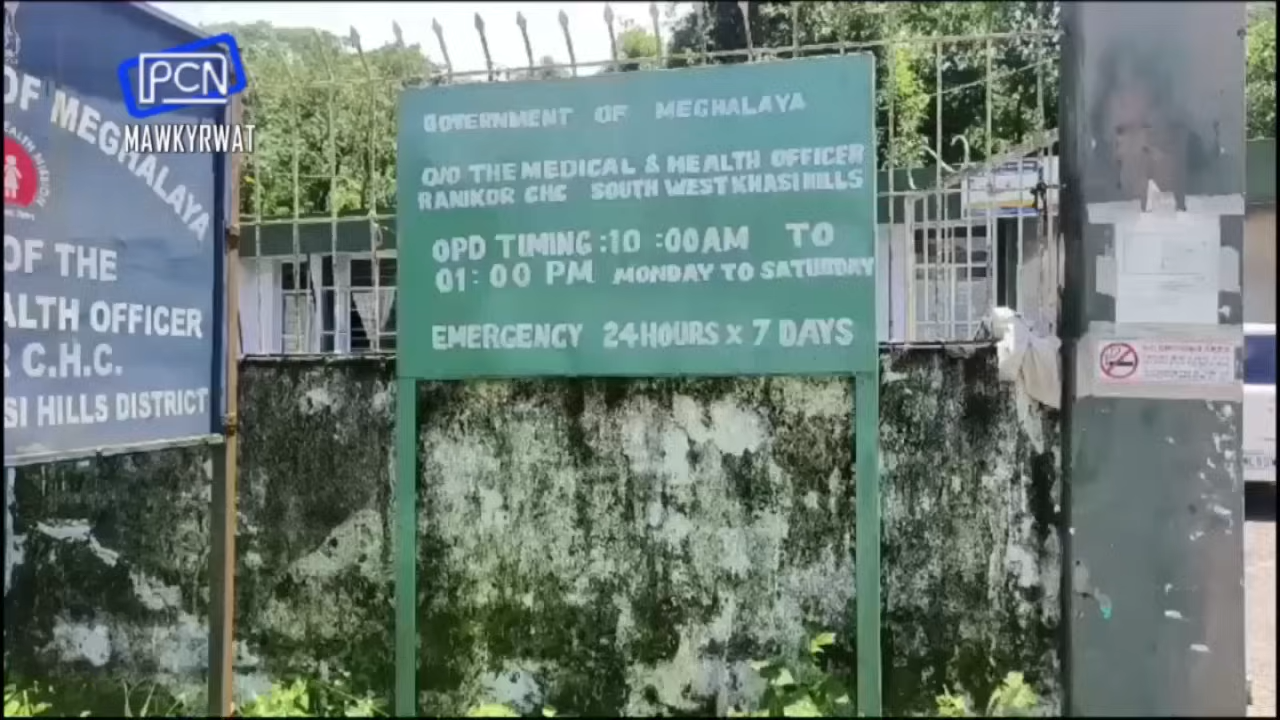 PCN
MAWKYRWAT
OF MEGHALAYA
OF THE
ALTH OFFICER
C.H.C.
SI HILLS DISTRICT
GOVERNMENT OF MEGHALAYA
O/O THE MEDICAL & HEALTH OFFICER
RANIKOR CHC SOUTH WEST KHASI HILLS
OPD TIMING :10 :00AM TO
01: 00 PM MONDAY TO SATURDAY
EMERGENCY 24HOURS x 7 DAYS